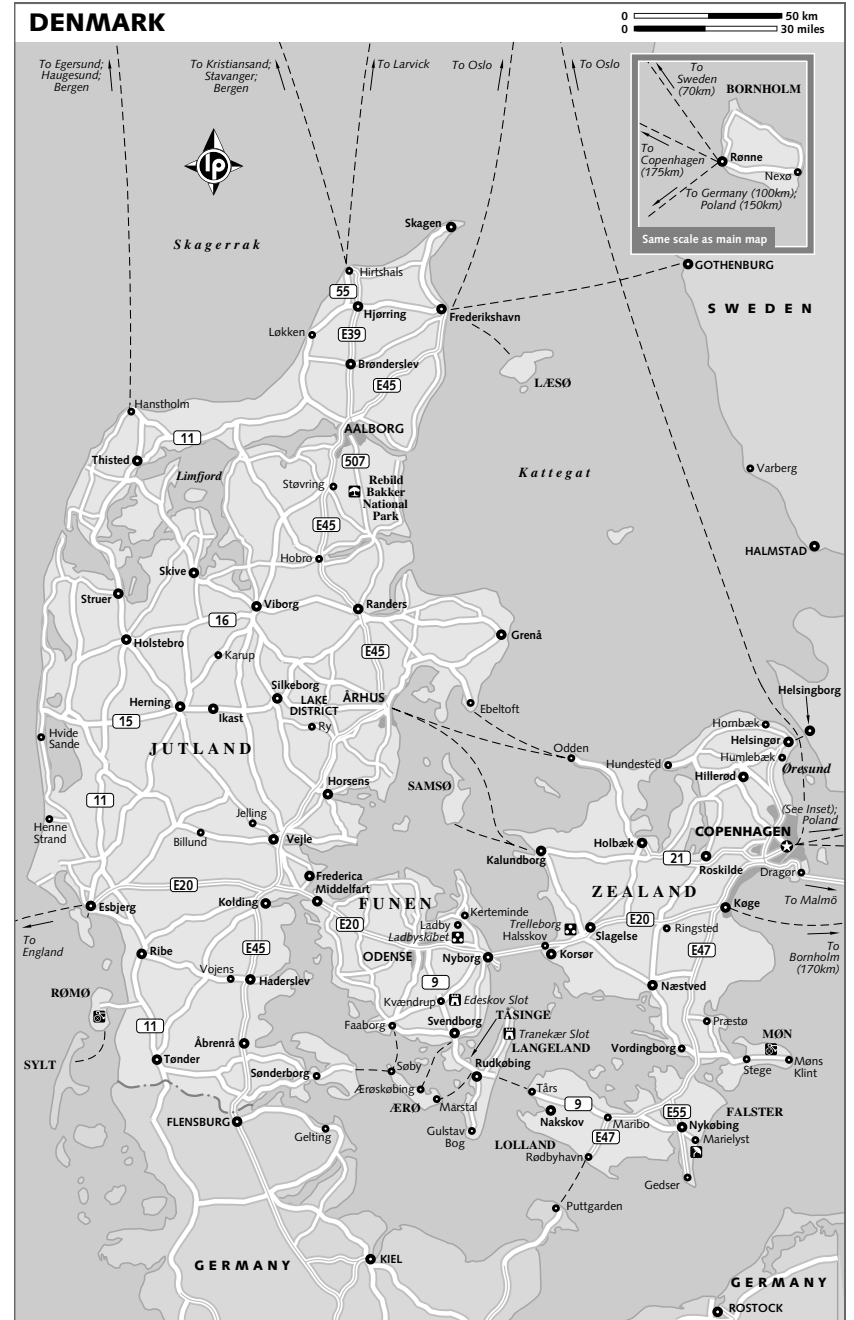 DENMARK
0 50 km
0 30 miles
To Egersund;
Haugesund;
Bergen
To Kristiansand;
Stavanger;
Bergen
To Larvick
To Oslo
To Oslo
To
Sweden
(70km)
BORNHOLM
To
Copenhagen
(175km)
Rønne
Nexø
To Germany (100km);
Poland (150km)
Same scale as main map
lp
Skagerrak
Skagen
Hirtshals
GOTHENBURG
55
Hjørring
Frederikshavn
SWEDEN
Løkken
E39
Brønderslev
E45
LÆSØ
Hanstholm
AALBORG
11
Thisted
507
Limfjord
Støvring
Rebild
Bakker
National
Park
Kattegat
Varberg
E45
HALMSTAD
Hobro
Skive
Struer
Viborg
Randers
16
Holstebro
Grenå
Karup
E45
Silkeborg
LAKE
DISTRICT
ÅRHUS
Helsingborg
Herning
Ikast
Ebeltoft
15
Ry
Hornbæk
Hvide
Sande
JUTLAND
Odden
Helsingør
Hundested
Humlebæk
Hillerød
Øresund
Horsens
SAMSØ
11
(See Inset);
Poland
Henne
Strand
Jelling
Billund
Vejle
COPENHAGEN
Kalundborg
Holbæk
21
Roskilde
Dragør
Frederica
Middelfart
E20
ZEALAND
To Malmö
Esbjerg
Kolding
FUNEN
Køge
E20
Kerteminde
Ladby
Ladbyskibet
Trelleborg
Halsskov
E20
Slagelse
Ringsted
To
England
To
Bornholm
(170km)
Ribe
E45
ODENSE
Nyborg
Korsør
E47
Vojens
Haderslev
9
Næstved
RØMØ
Kvændrup
Edeskov Slot
TÅSINGE
11
Faaborg
Svendborg
Præstø
Åbrenrå
Tranekær Slot
LANGELAND
MØN
Vordingborg
SYLT
Tønder
Rudkøbing
Stege
Møns
Klint
Sønderborg
Søby
Ærøskøbing
Tårs
9
ÆRØ
Marstal
Nakskov
Maribo
E55
FALSTER
FLENSBURG
Nykøbing
Gelting
Gulstav
Bog
LOLLAND
E47
Marielyst
Rødbyhavn
Gedser
Puttgarden
GERMANY
KIEL
GERMANY
ROSTOCK